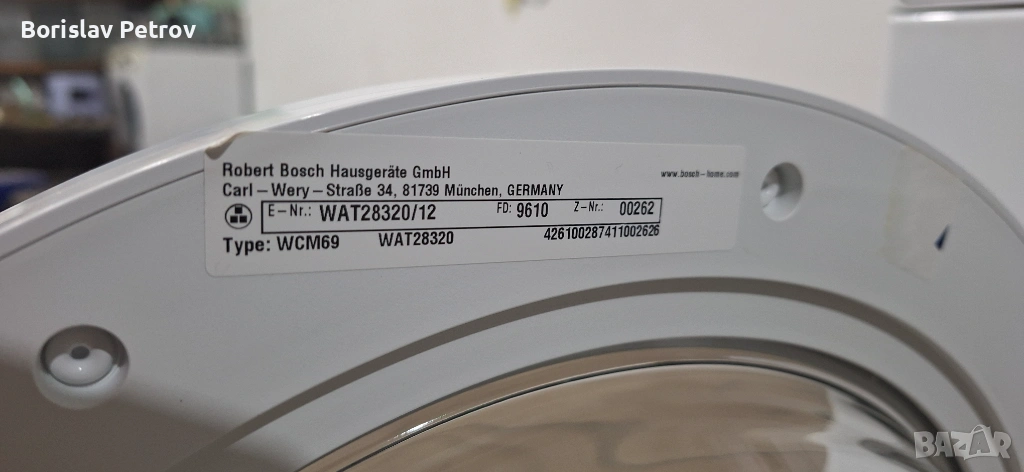 Borislav Petrov
Robert Bosch Hausgeräte GmbH www.bosch-home.com
Carl-Wery-Straße 34, 81739 München, GERMANY
E-Nr.: WAT28320/12 FD: 9610 Z-Nr.: 00262
Type: WCM69 WAT28320 426100287411002626
BAZAR